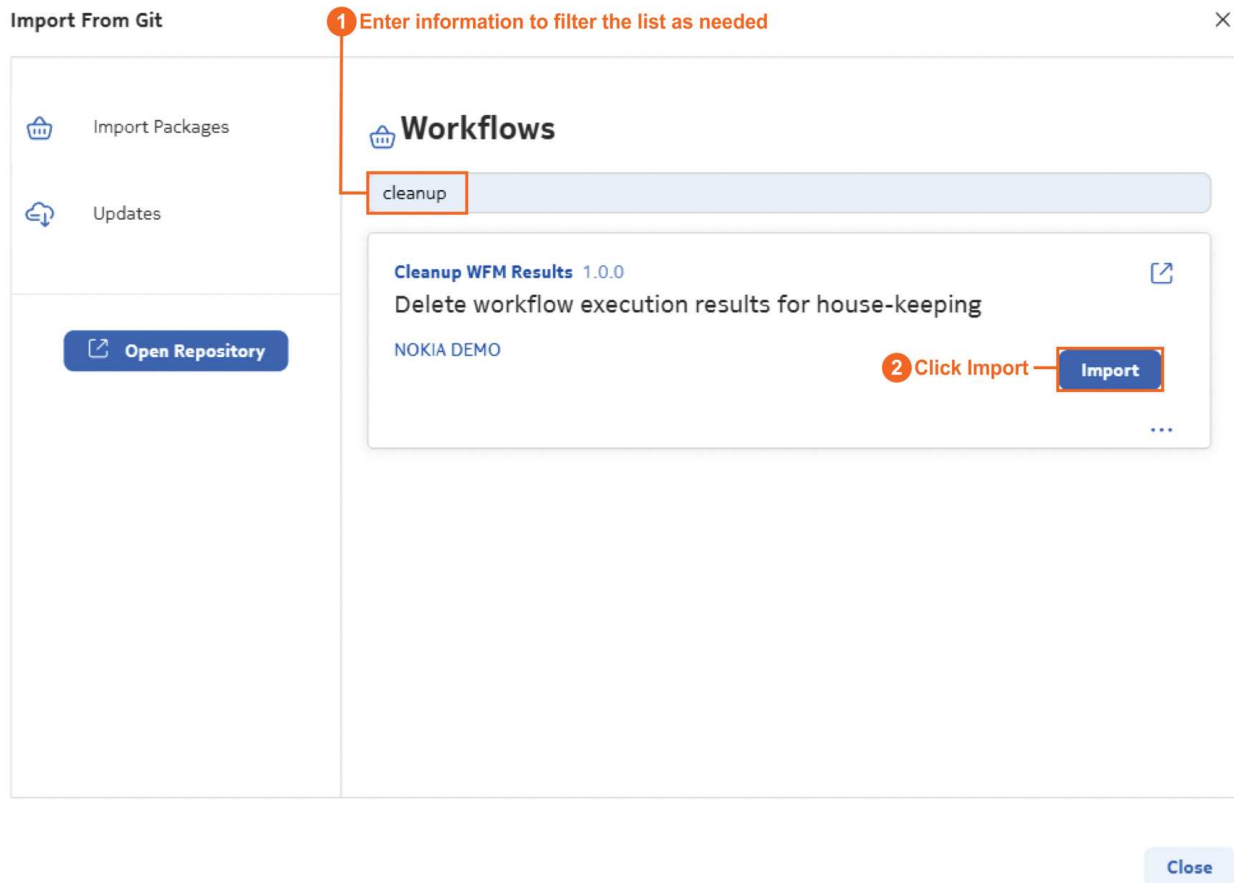 Import From Git
1 Enter information to filter the list as needed
Import Packages
Updates
Open Repository
Workflows
cleanup
Cleanup WFM Results 1.0.0
Delete workflow execution results for house-keeping
NOKIA DEMO
2 Click Import
Import
...
Close